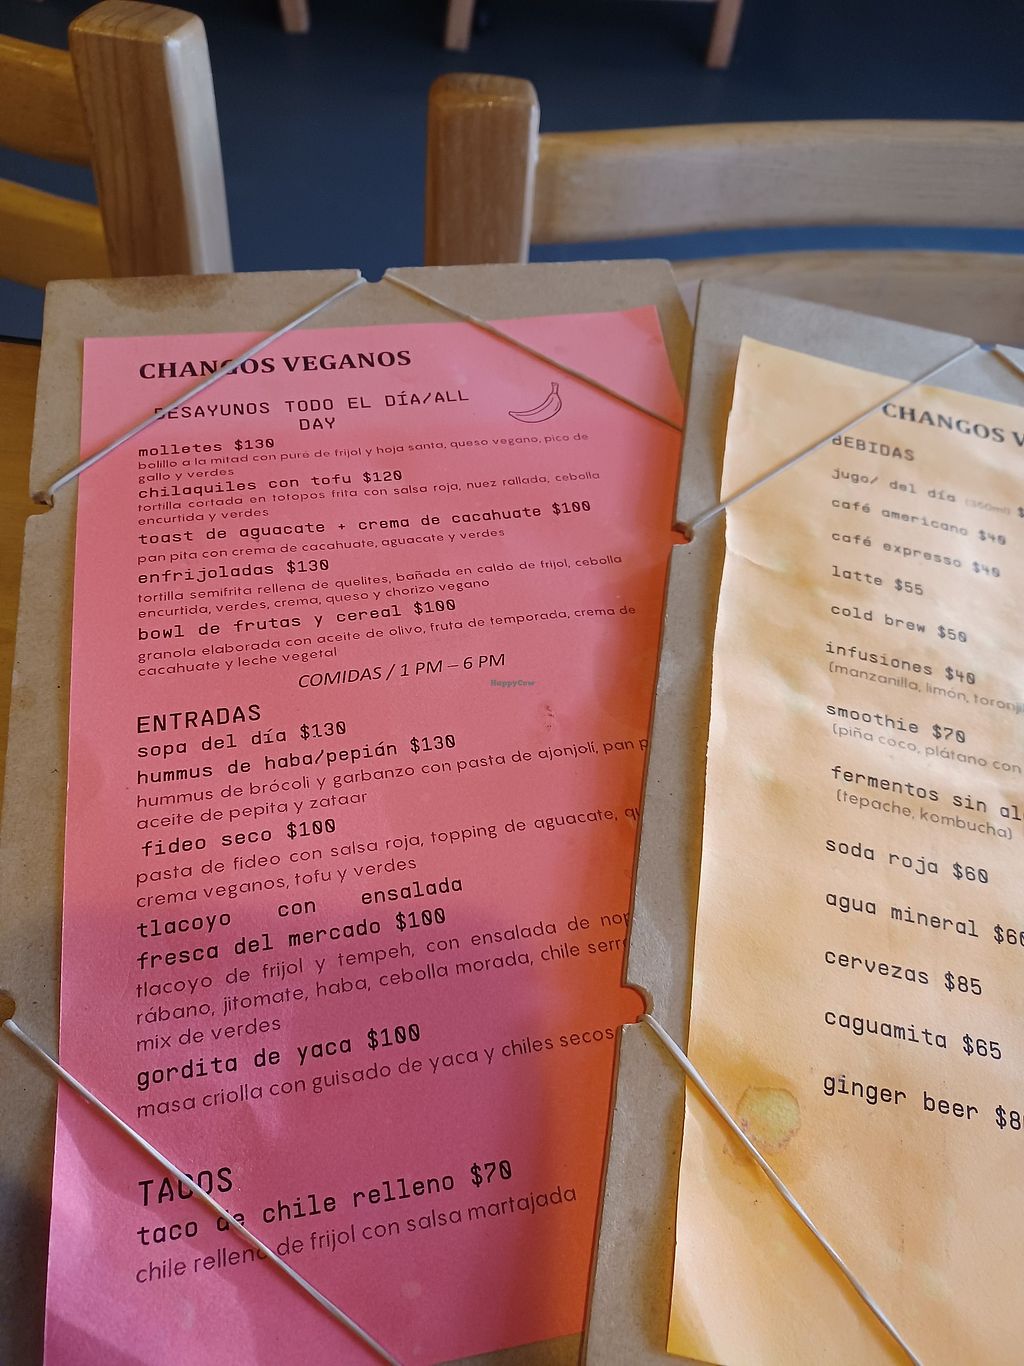 CHANGOS VEGANOS
DESAYUNOS TODO EL DÍA/ALL
DAY
molletes $130
bolillo a la mitad con pure de frijol y hoja santa, queso vegano, pico de
gallo y verdes
chilaquiles con tofu $120
tortilla cortada en totopos frita con salsa roja, nuez rallada, cebolla
encurtida y verdes
toast de aguacate + crema de cacahuate $100
pan pita con crema de cacahuate, aguacate y verdes
enfrijoladas $130
tortilla semifrita rellena de quelites, bañada en caldo de frijol, cebolla
encurtida, verdes, crema, queso y chorizo vegano
bowl de frutas y cereal $100
granola elaborada con aceite de olivo, fruta de temporada, crema de
cacahuate y leche vegetal
COMIDAS / 1 PM – 6 PM
HappyCow
ENTRADAS
sopa del día $130
hummus de haba/pepián $130
hummus de brócoli y garbanzo con pasta de ajonjolí, pan p
aceite de pepita y zataar
fideo seco $100
pasta de fideo con salsa roja, topping de aguacate, qu
crema veganos, tofu y verdes
tlacoyo con ensalada
fresca del mercado $100
tlacoyo de frijol y tempeh, con ensalada de nop
rábano, jitomate, haba, cebolla morada, chile serr
mix de verdes
gordita de yaca $100
masa criolla con guisado de yaca y chiles secos
TACOS
taco de chile relleno $70
chile relleno de frijol con salsa martajada
CHANGOS V
BEBIDAS
jugo/ del día (350ml) $
café americano $40
café expresso $40
latte $55
cold brew $50
infusiones $40
(manzanilla, limón, toronji
smoothie $70
(piña coco, plátano con
fermentos sin al
(tepache, kombucha)
soda roja $60
agua mineral $60
cervezas $85
caguamita $65
ginger beer $8